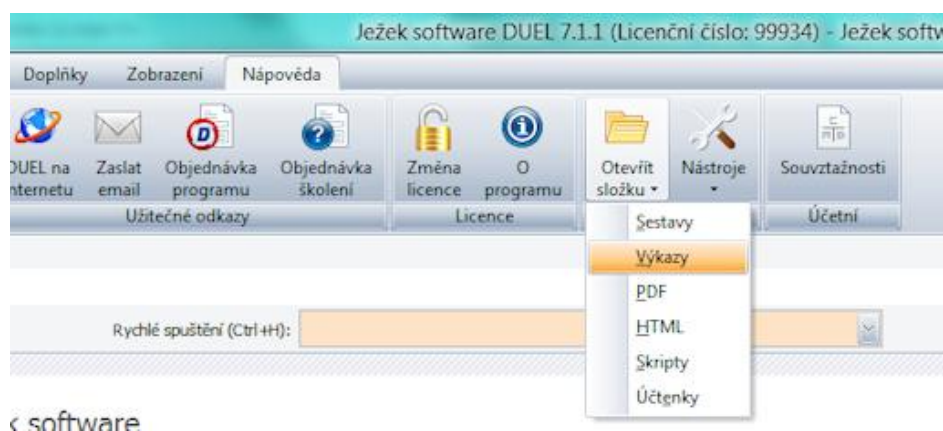 Ježek software DUEL 7.1.1 (Licenční číslo: 99934) - Ježek softw
Doplňky Zobrazení Nápověda
DUEL na Zaslat Objednávka Objednávka Změna O Otevřít Nástroje Souvztažnosti
nternetu email programu školení licence programu složku
Užitečné odkazy Licence Účetní
Sestavy
Výkazy
PDF
HTML
Skripty
Účtenky
Rychlé spuštění (Ctrl+H):
k software